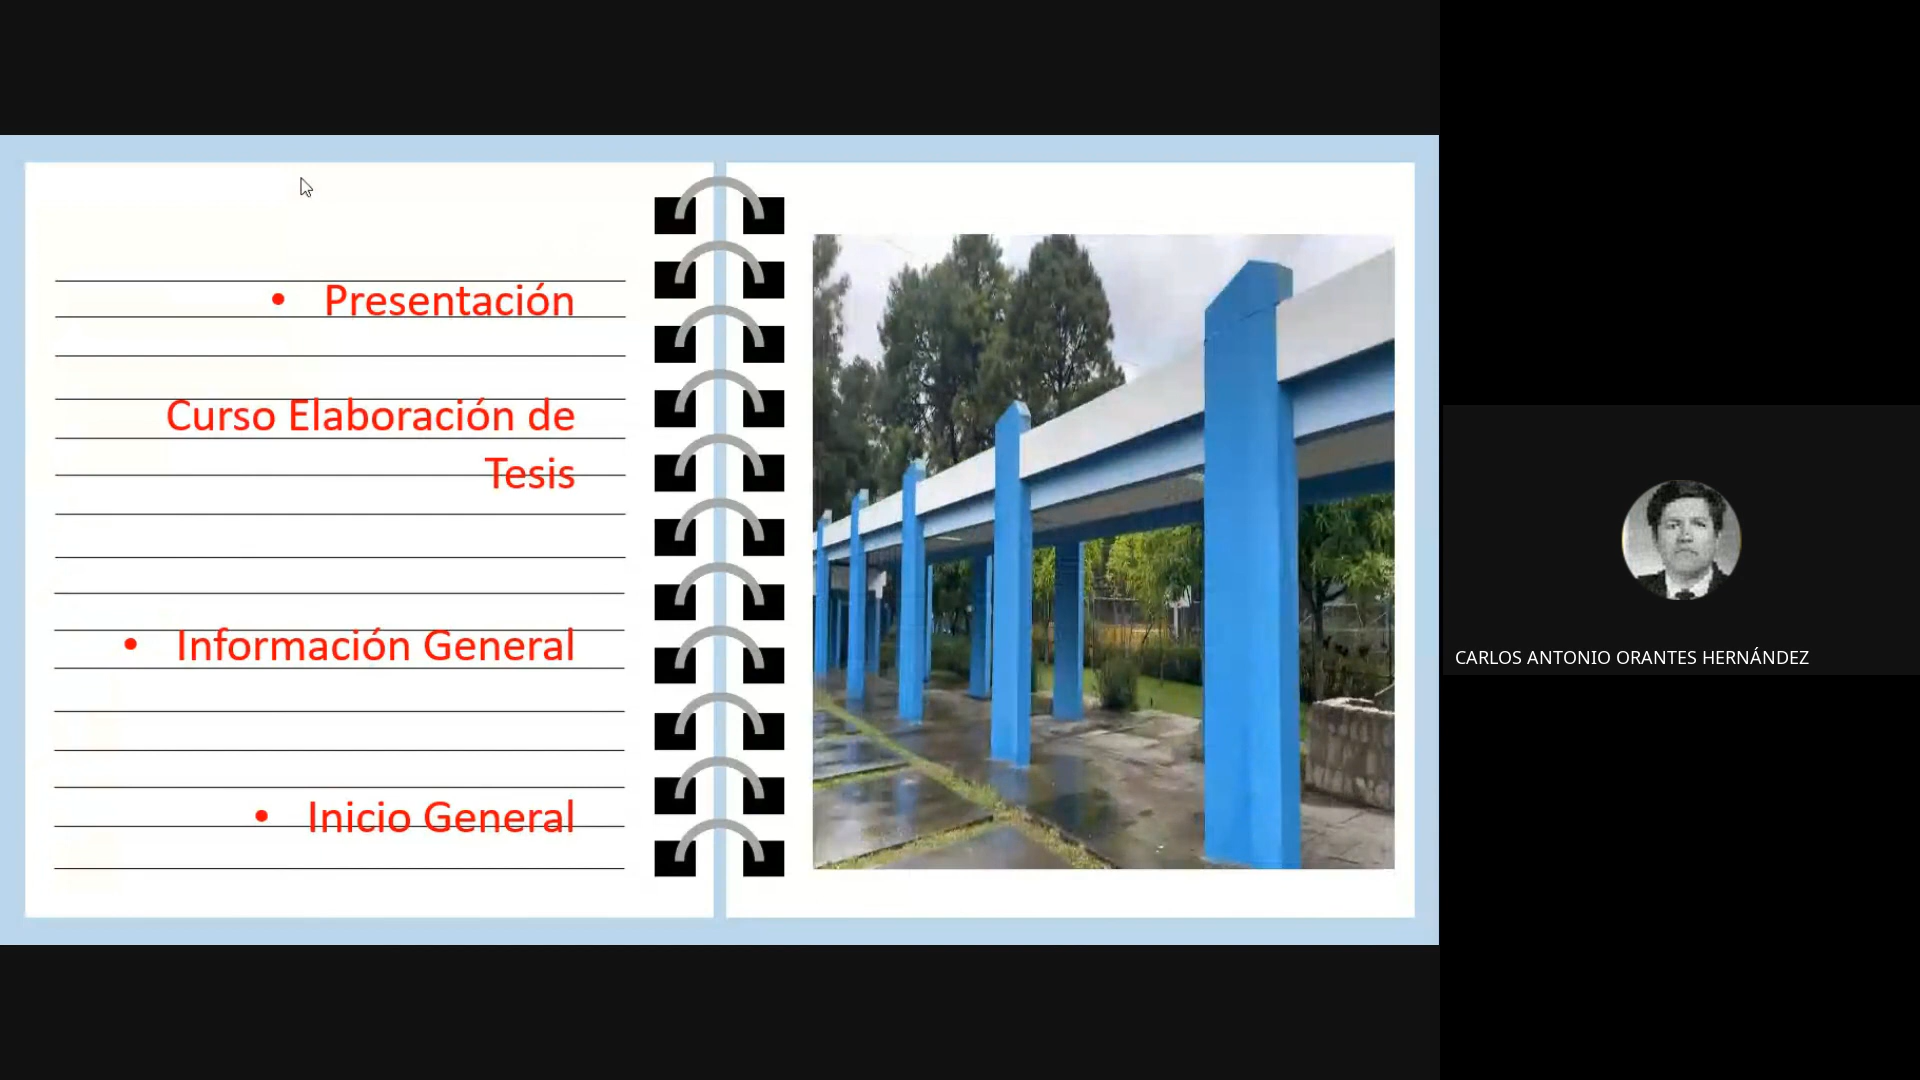 • Presentación
Curso Elaboración de
Tesis
• Información General
• Inicio General
CARLOS ANTONIO ORANTES HERNÁNDEZ